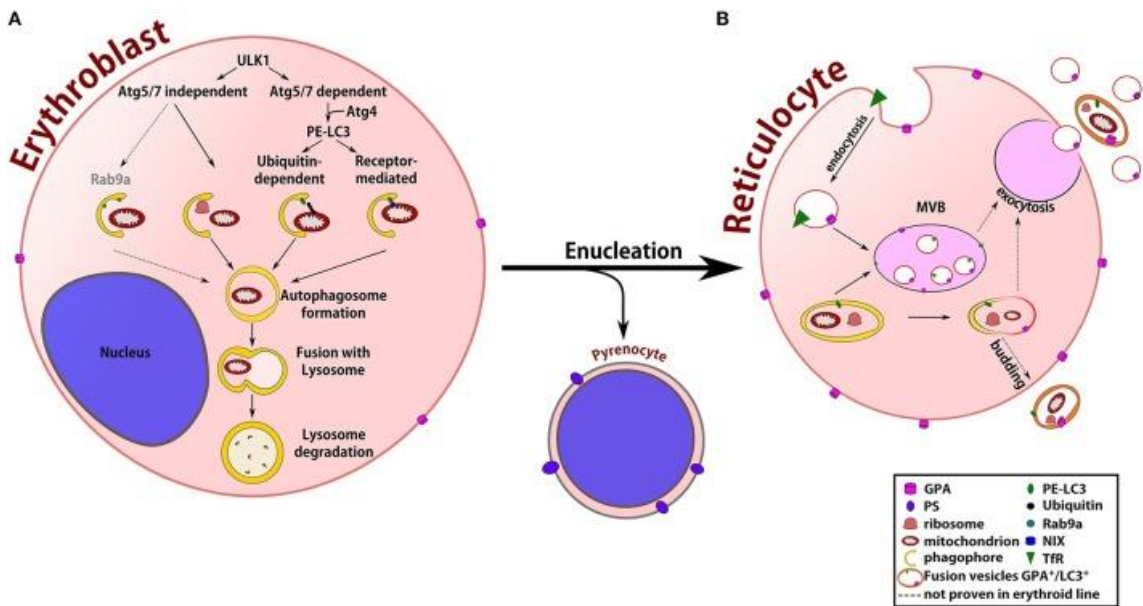 A
Erythroblast
ULK1
Atg5/7 independent
Atg5/7 dependent
Atg4
PE-LC3
Rab9a
Ubiquitin-
dependent
Receptor-
mediated
Autophagosome
formation
Nucleus
Fusion with
Lysosome
Lysosome
degradation
Enucleation
Pyrenocyte
B
Reticulocyte
endocytosis
MVB
exocytosis
budding
GPA
PS
ribosome
mitochondrion
phagophore
PE-LC3
Ubiquitin
Rab9a
NIX
TfR
Fusion vesicles GPA⁺/LC3⁺
not proven in erythroid line